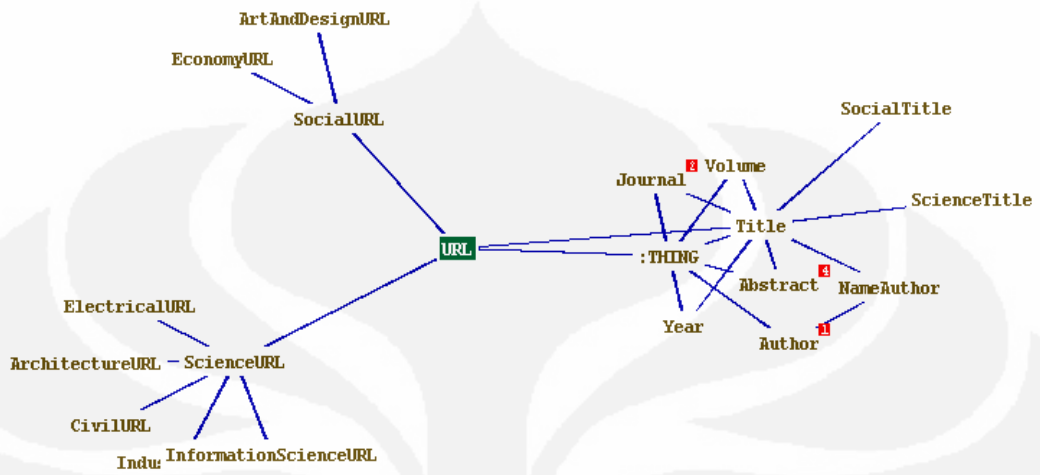 ArtAndDesignURL
EconomyURL
SocialURL
SocialTitle
2 Volume
Journal
ScienceTitle
Title
URL
:THING
Abstract 4
NameAuthor
ElectricalURL
Year
1
Author
ArchitectureURL
ScienceURL
CivilURL
InformationScienceURL